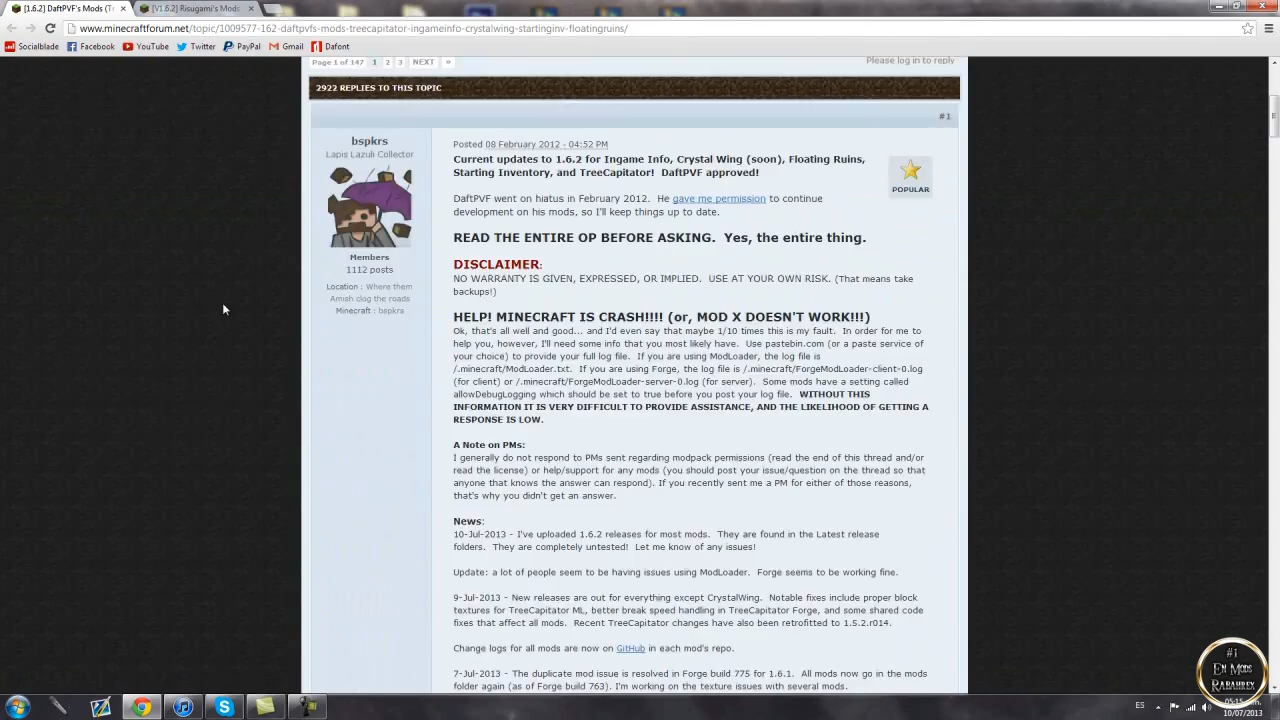 [1.6.2] DaftPVF's Mods (T
[V1.6.2] Risugami's Mods
www.minecraftforum.net/topic/1009577-162-daftpvfs-mods-treecapitator-ingameinfo-crystalwing-startinginv-floatingruins/
Socialblade
Facebook
YouTube
Twitter
PayPal
Gmail
Dafont
Page 1 of 147 1 2 3 NEXT »
Please log in to reply
2922 REPLIES TO THIS TOPIC
#1
bspkrs
Lapis Lazuli Collector
Members
1112 posts
Location : Where them
Amish clog the roads
Minecraft : bspkrs
Posted 08 February 2012 - 04:52 PM
Current updates to 1.6.2 for Ingame Info, Crystal Wing (soon), Floating Ruins,
Starting Inventory, and TreeCapitator!  DaftPVF approved!
POPULAR
DaftPVF went on hiatus in February 2012.  He gave me permission to continue
development on his mods, so I'll keep things up to date.
READ THE ENTIRE OP BEFORE ASKING.  Yes, the entire thing.
DISCLAIMER:
NO WARRANTY IS GIVEN, EXPRESSED, OR IMPLIED.  USE AT YOUR OWN RISK. (That means take
backups!)
HELP! MINECRAFT IS CRASH!!!! (or, MOD X DOESN'T WORK!!!)
Ok, that's all well and good... and I'd even say that maybe 1/10 times this is my fault.  In order for me to
help you, however, I'll need some info that you most likely have.  Use pastebin.com (or a paste service of
your choice) to provide your full log file.  If you are using ModLoader, the log file is
/.minecraft/ModLoader.txt.  If you are using Forge, the log file is /.minecraft/ForgeModLoader-client-0.log
(for client) or /.minecraft/ForgeModLoader-server-0.log (for server).  Some mods have a setting called
allowDebugLogging which should be set to true before you post your log file.  WITHOUT THIS
INFORMATION IT IS VERY DIFFICULT TO PROVIDE ASSISTANCE, AND THE LIKELIHOOD OF GETTING A
RESPONSE IS LOW.
A Note on PMs:
I generally do not respond to PMs sent regarding modpack permissions (read the end of this thread and/or
read the license) or help/support for any mods (you should post your issue/question on the thread so that
anyone that knows the answer can respond). If you recently sent me a PM for either of those reasons,
that's why you didn't get an answer.
News:
10-Jul-2013 - I've uploaded 1.6.2 releases for most mods.  They are found in the Latest release
folders.  They are completely untested!  Let me know of any issues!
Update: a lot of people seem to be having issues using ModLoader.  Forge seems to be working fine.
9-Jul-2013 - New releases are out for everything except CrystalWing.  Notable fixes include proper block
textures for TreeCapitator ML, better break speed handling in TreeCapitator Forge, and some shared code
fixes that affect all mods.  Recent TreeCapitator changes have also been retrofitted to 1.5.2.r014.
Change logs for all mods are now on GitHub in each mod's repo.
7-Jul-2013 - The duplicate mod issue is resolved in Forge build 775 for 1.6.1.  All mods now go in the mods
folder again (as of Forge build 763). I'm working on the texture issues with several mods.
#1
EN MODS
RABAHREX
ES
10/07/2013